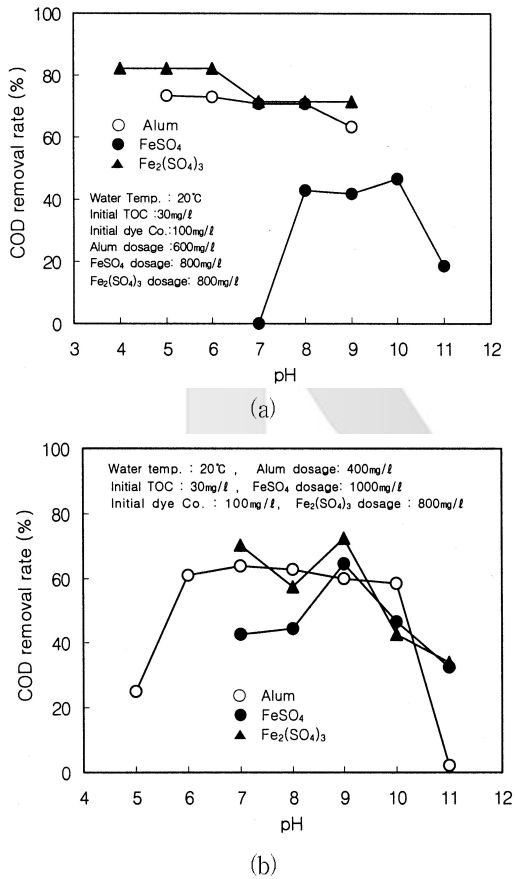 COD removal rate (%)
100
80
60
40
20
0
Alum
FeSO₄
Fe₂(SO₄)₃
Water Temp. : 20℃
Initial TOC :30㎎/ℓ
Initial dye Co.:100㎎/ℓ
Alum dosage :600㎎/ℓ
FeSO₄ dosage: 800㎎/ℓ
Fe₂(SO₄)₃ dosage: 800㎎/ℓ
3 4 5 6 7 8 9 10 11 12
pH
(a)
COD removal rate (%)
100
80
60
40
20
0
Water temp. : 20℃ , Alum dosage: 400㎎/ℓ
Initial TOC : 30㎎/ℓ , FeSO₄ dosage: 1000㎎/ℓ
Initial dye Co. : 100㎎/ℓ, Fe₂(SO₄)₃ dosage : 800㎎/ℓ
Alum
FeSO₄
Fe₂(SO₄)₃
4 5 6 7 8 9 10 11 12
pH
(b)